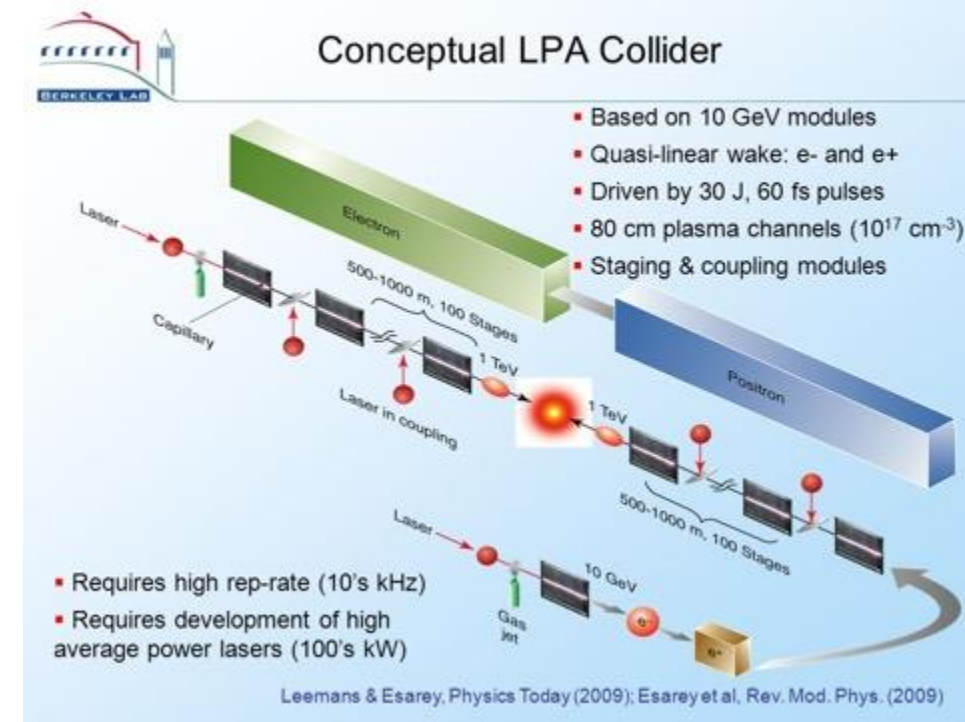 BERKELEY LAB
Conceptual LPA Collider
▪ Based on 10 GeV modules
▪ Quasi-linear wake: e- and e+
▪ Driven by 30 J, 60 fs pulses
▪ 80 cm plasma channels (10¹⁷ cm⁻³)
▪ Staging & coupling modules
Electron
Laser
500-1000 m, 100 Stages
Capillary
1 TeV
Laser in coupling
Positron
1 TeV
500-1000 m, 100 Stages
Laser
10 GeV
Gas
jet
e⁻
e⁺
▪ Requires high rep-rate (10's kHz)
▪ Requires development of high
average power lasers (100's kW)
Leemans & Esarey, Physics Today (2009); Esarey et al, Rev. Mod. Phys. (2009)